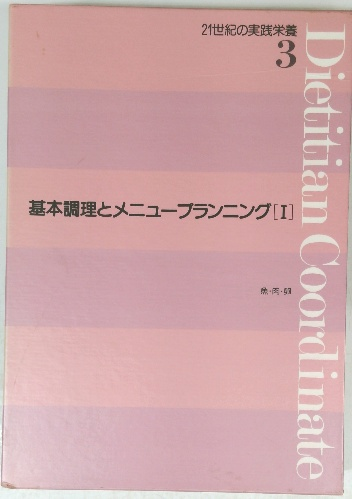 21世紀の実践栄養
3
Dietitian Coordinate
基本調理とメニュープランニング[I]
魚・肉・卵